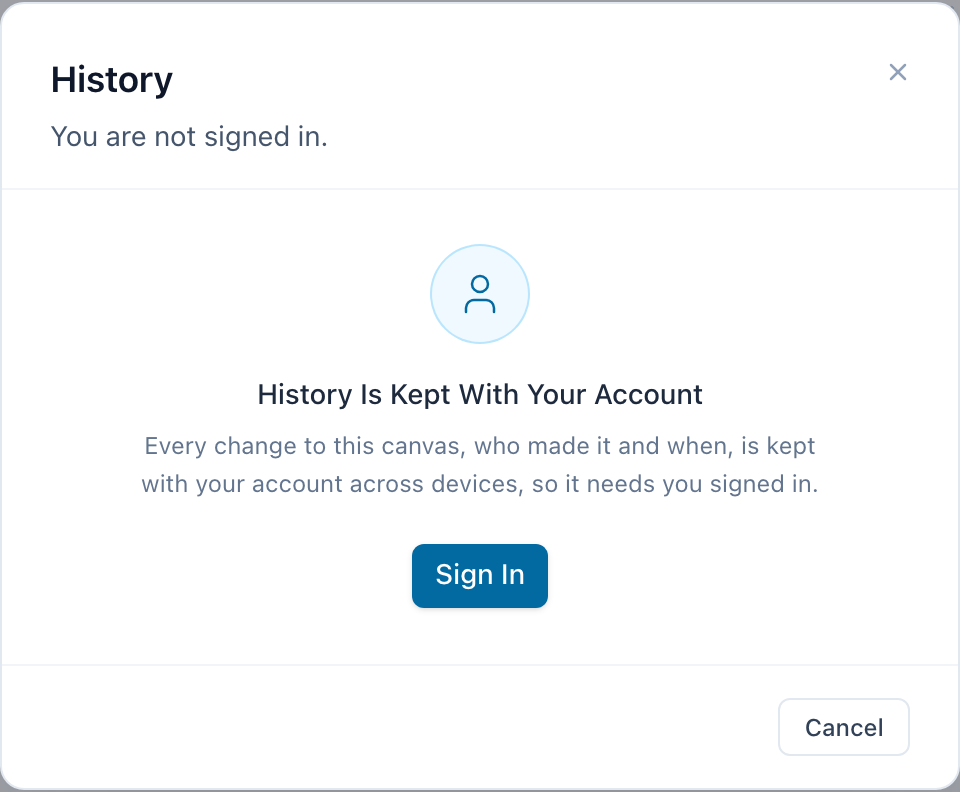 History
You are not signed in.
History Is Kept With Your Account
Every change to this canvas, who made it and when, is kept
with your account across devices, so it needs you signed in.
Sign In
Cancel